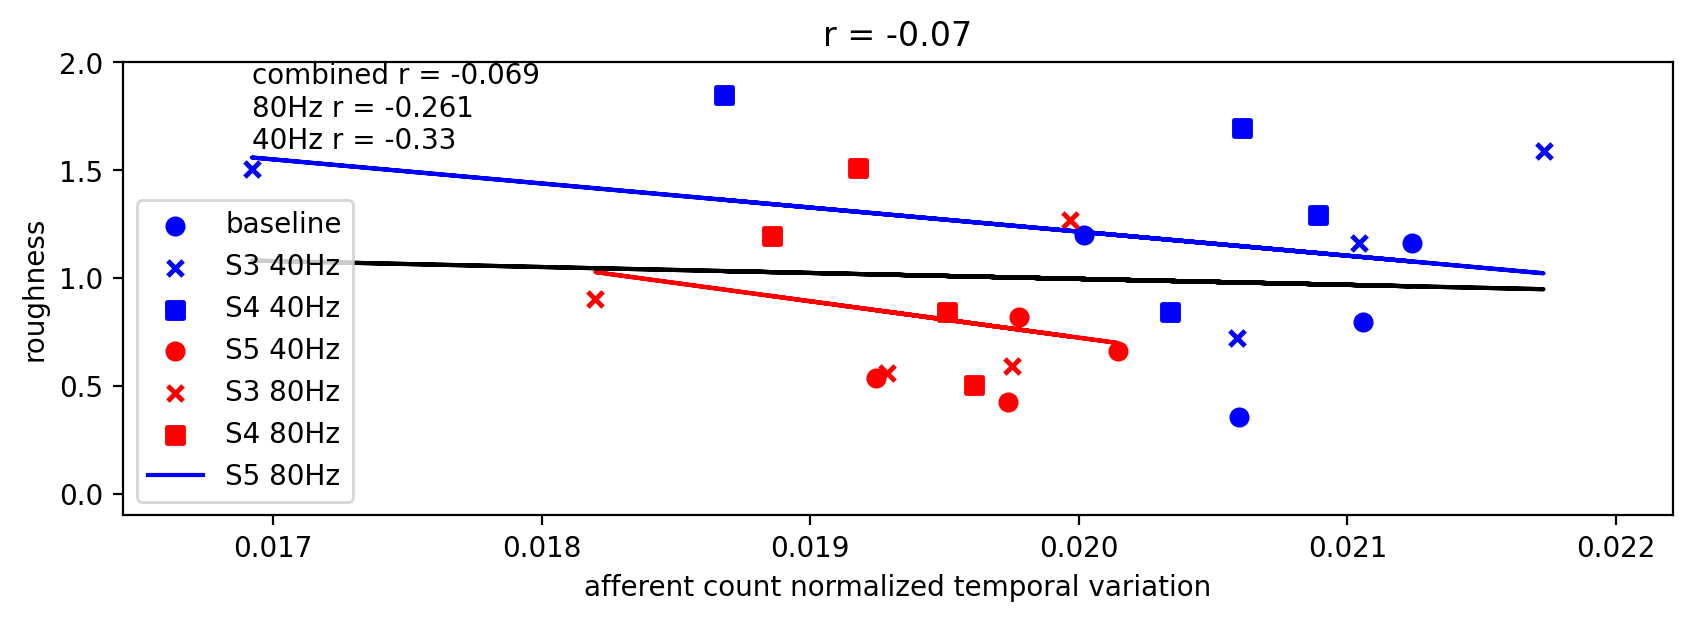 r = -0.07
combined r = -0.069
80Hz r = -0.261
40Hz r = -0.33
2.0
1.5
1.0
0.5
0.0
roughness
baseline
S3 40Hz
S4 40Hz
S5 40Hz
S3 80Hz
S4 80Hz
S5 80Hz
0.017 0.018 0.019 0.020 0.021 0.022
afferent count normalized temporal variation